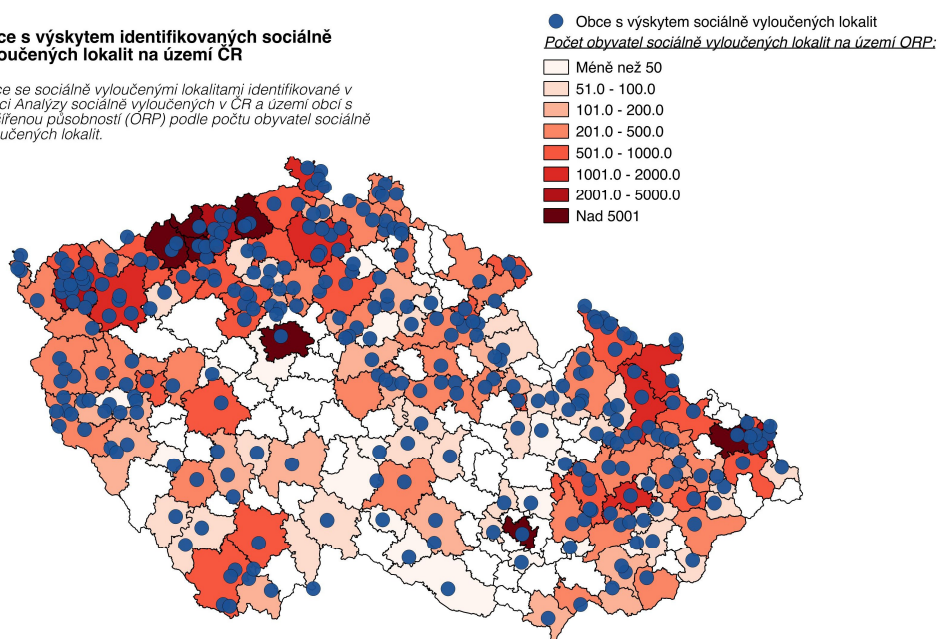 ce s výskytem identifikovaných sociálně
loučených lokalit na území ČR
ce se sociálně vyloučenými lokalitami identifikované v
ci Analýzy sociálně vyloučených v ČR a území obcí s
ířenou působností (ORP) podle počtu obyvatel sociálně
učených lokalit.
Obce s výskytem sociálně vyloučených lokalit
Počet obyvatel sociálně vyloučených lokalit na území ORP:
Méně než 50
51.0 - 100.0
101.0 - 200.0
201.0 - 500.0
501.0 - 1000.0
1001.0 - 2000.0
2001.0 - 5000.0
Nad 5001